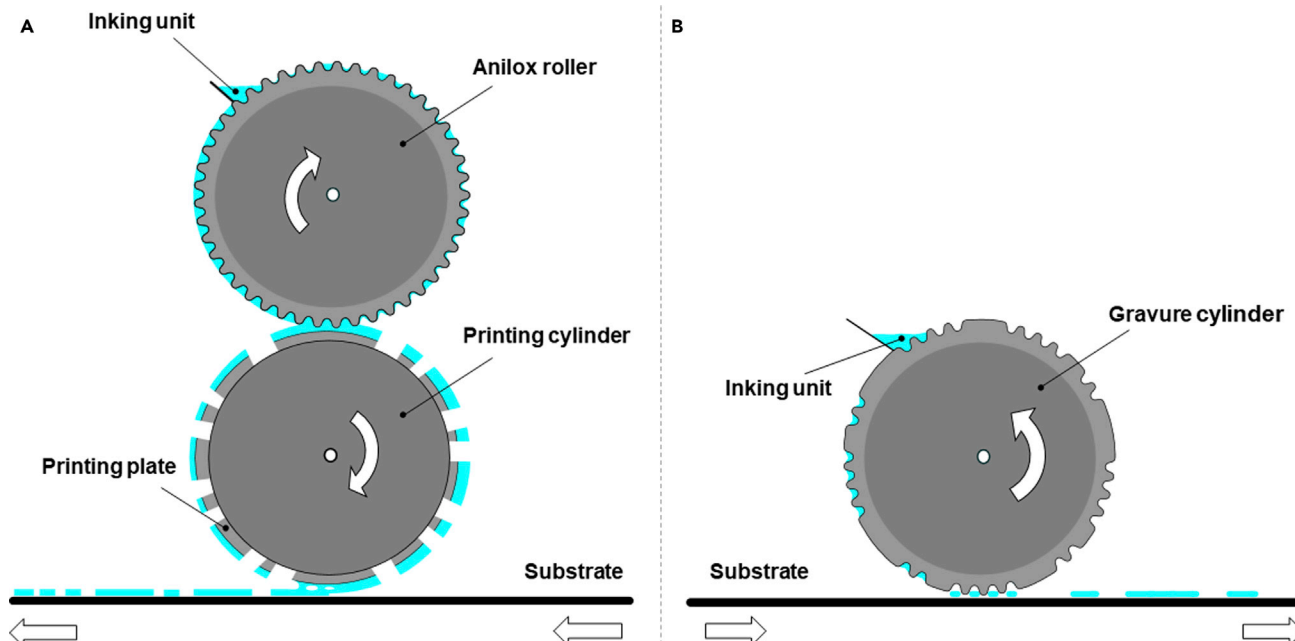 A
Inking unit
Anilox roller
Printing cylinder
Printing plate
Substrate
B
Gravure cylinder
Inking unit
Substrate